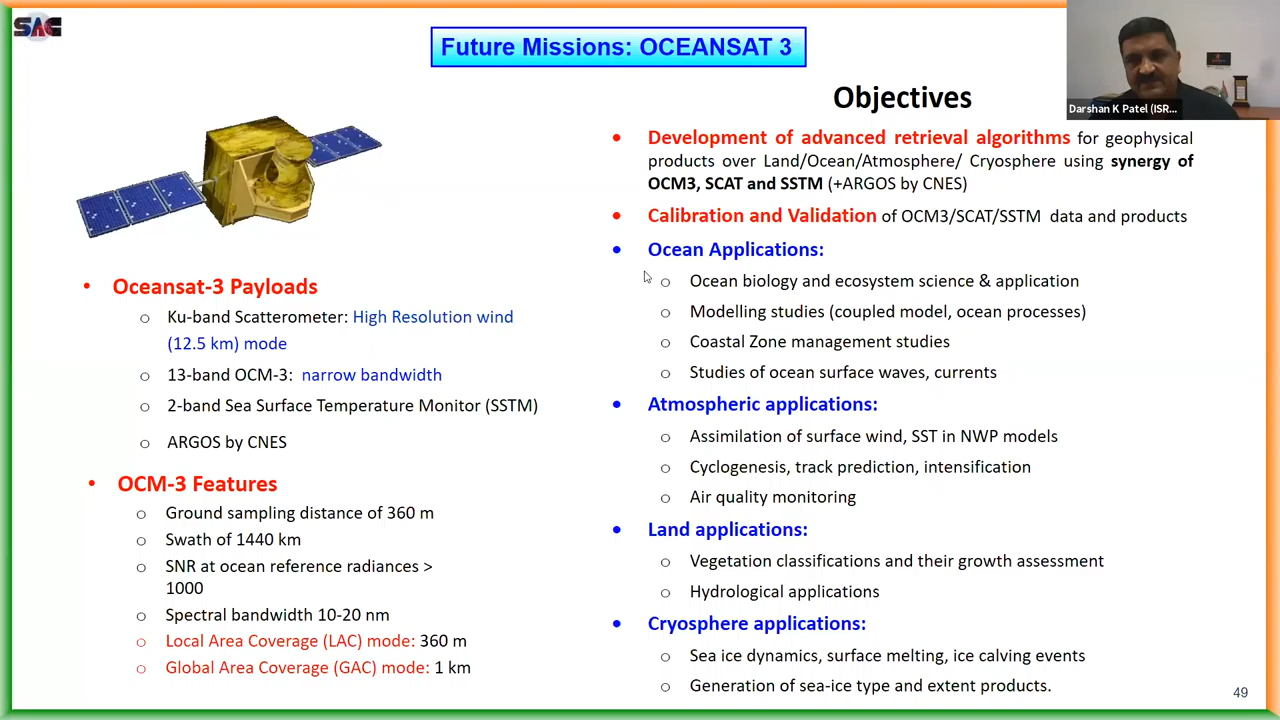 SAC
Future Missions: OCEANSAT 3
Darshan K Patel (ISR...
Objectives
• Development of advanced retrieval algorithms for geophysical
products over Land/Ocean/Atmosphere/ Cryosphere using synergy of
OCM3, SCAT and SSTM (+ARGOS by CNES)
• Calibration and Validation of OCM3/SCAT/SSTM data and products
• Ocean Applications:
o Ocean biology and ecosystem science & application
o Modelling studies (coupled model, ocean processes)
o Coastal Zone management studies
o Studies of ocean surface waves, currents
• Atmospheric applications:
o Assimilation of surface wind, SST in NWP models
o Cyclogenesis, track prediction, intensification
o Air quality monitoring
• Land applications:
o Vegetation classifications and their growth assessment
o Hydrological applications
• Cryosphere applications:
o Sea ice dynamics, surface melting, ice calving events
o Generation of sea-ice type and extent products.
• Oceansat-3 Payloads
o Ku-band Scatterometer: High Resolution wind
(12.5 km) mode
o 13-band OCM-3: narrow bandwidth
o 2-band Sea Surface Temperature Monitor (SSTM)
o ARGOS by CNES
• OCM-3 Features
o Ground sampling distance of 360 m
o Swath of 1440 km
o SNR at ocean reference radiances >
1000
o Spectral bandwidth 10-20 nm
o Local Area Coverage (LAC) mode: 360 m
o Global Area Coverage (GAC) mode: 1 km
49